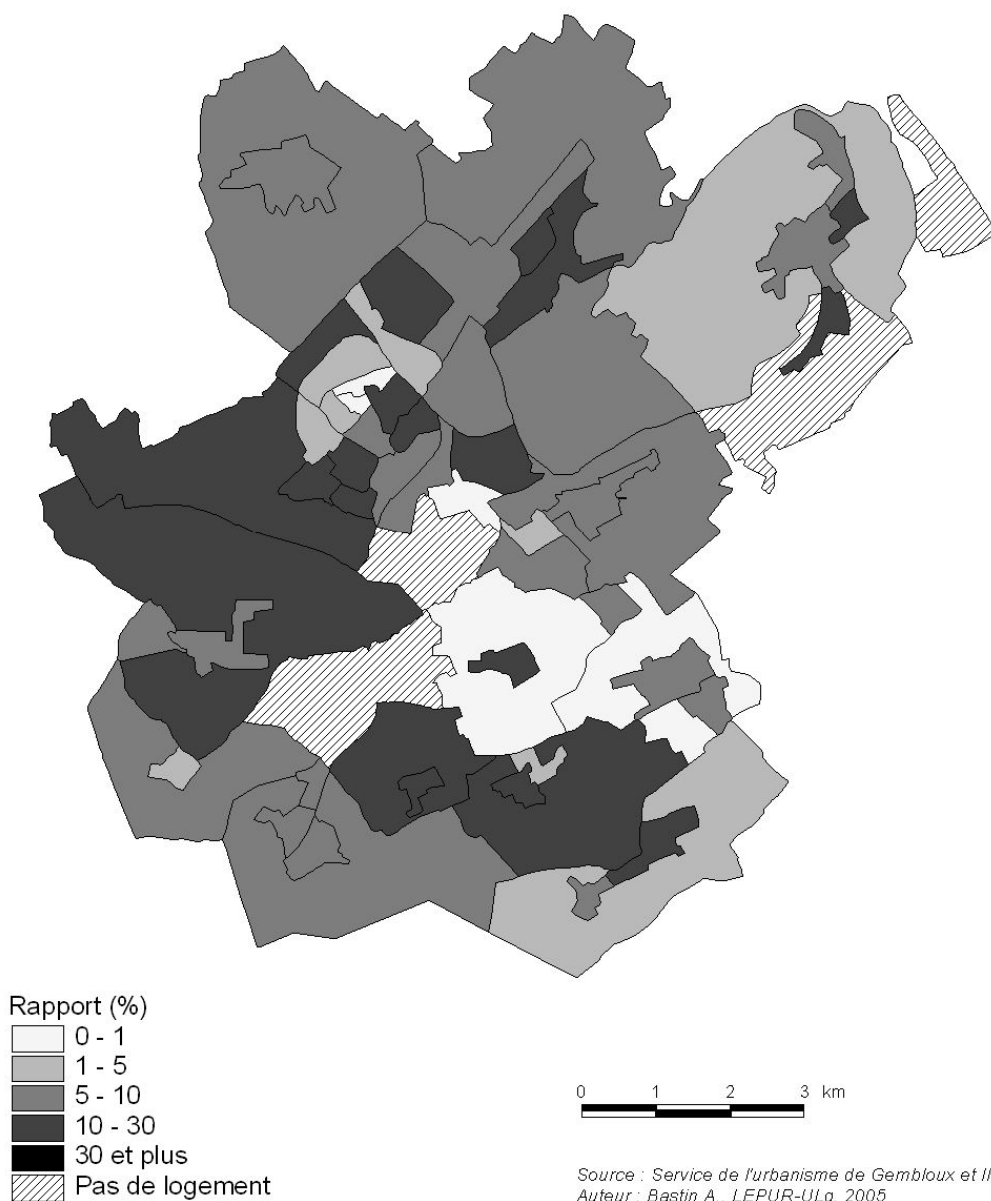 Rapport (%)
0 - 1
1 - 5
5 - 10
10 - 30
30 et plus
Pas de logement
0 1 2 3 km
Source : Service de l'urbanisme de Gembloux et II
Auteur : Bastin A., LEPUR-ULg, 2005